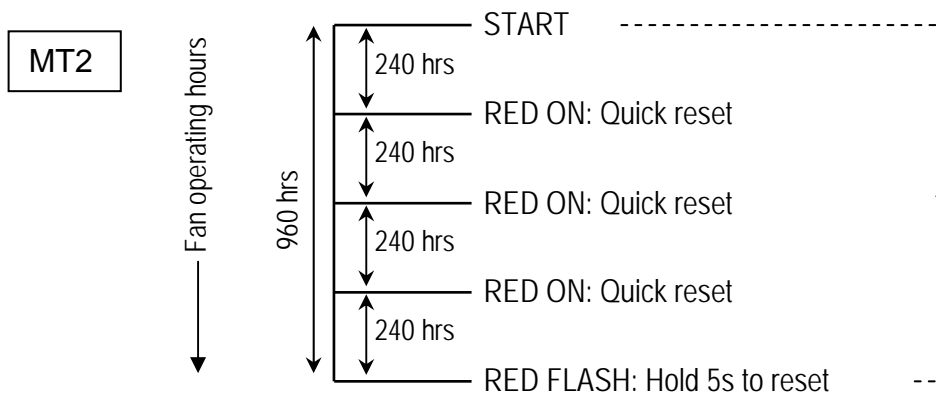 MT2
Fan operating hours
960 hrs
START
240 hrs
RED ON: Quick reset
240 hrs
RED ON: Quick reset
240 hrs
RED ON: Quick reset
240 hrs
RED FLASH: Hold 5s to reset